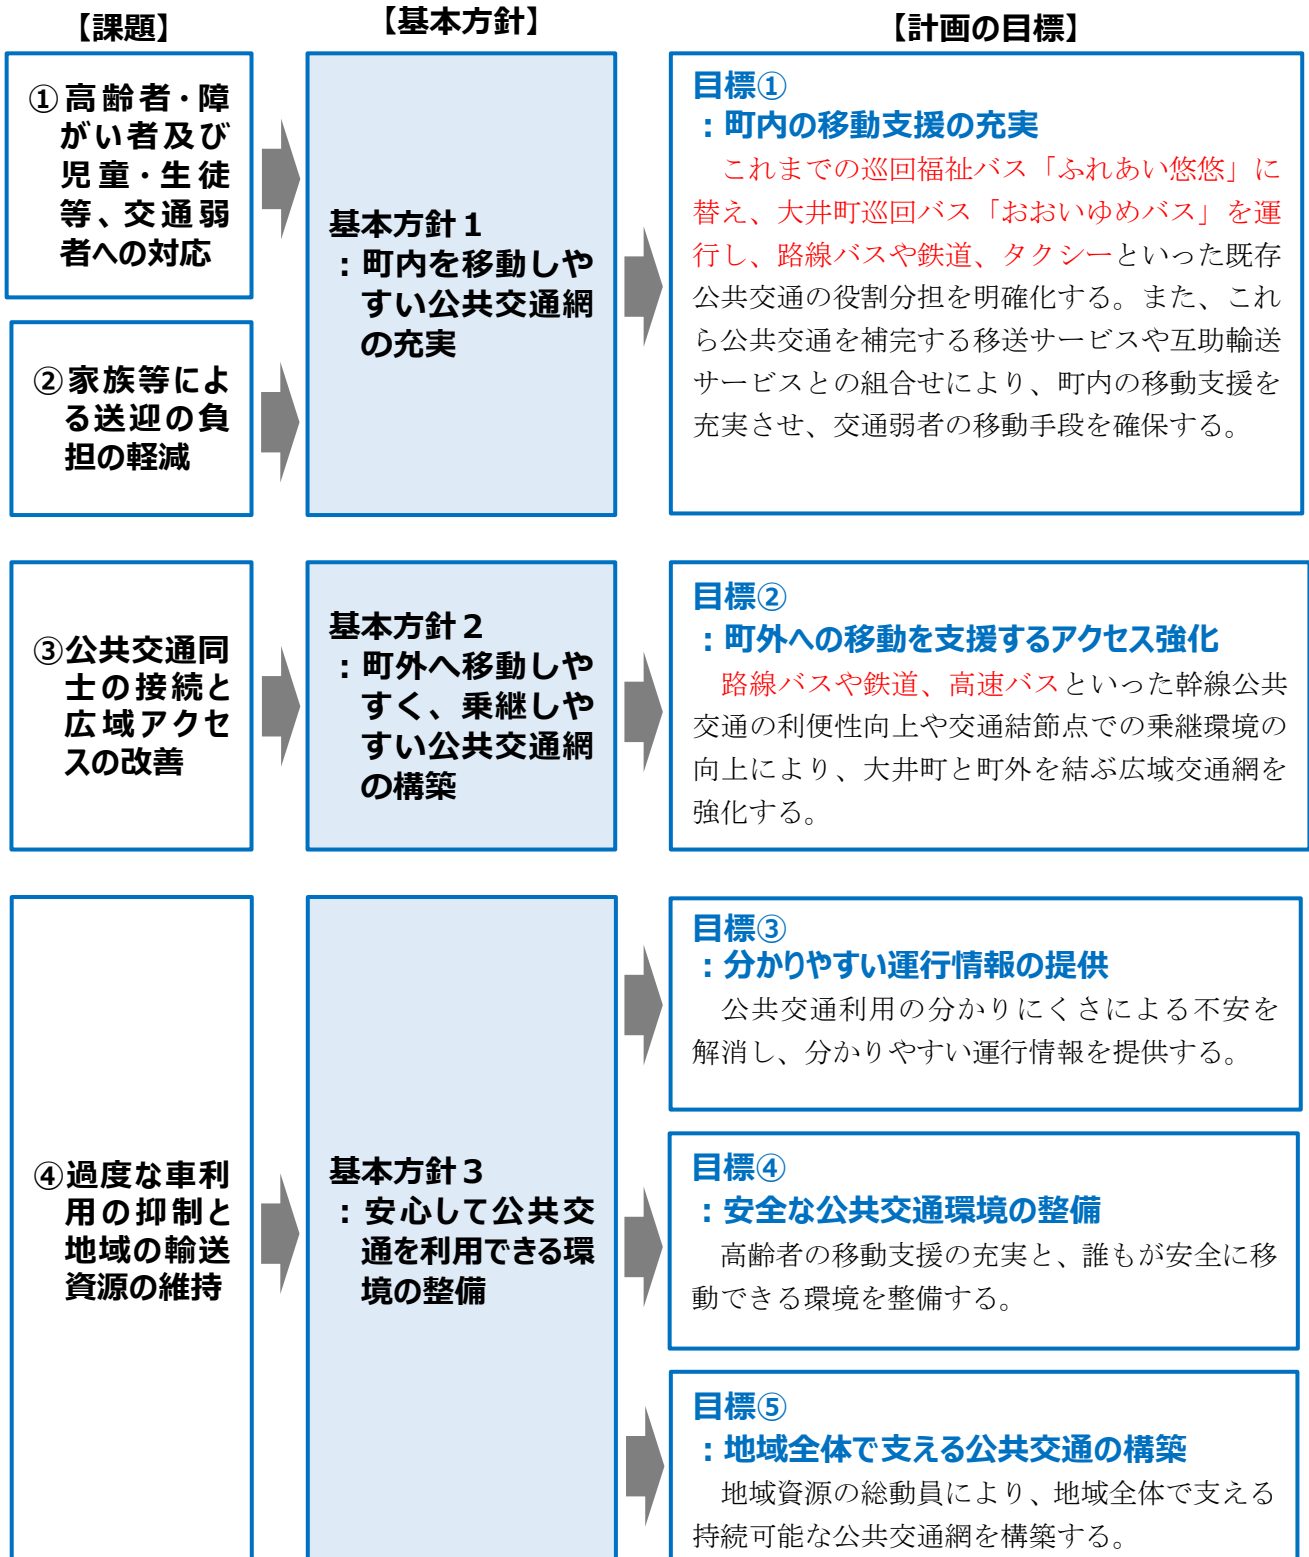 【課題】
【基本方針】
【計画の目標】
①高齢者・障
がい者及び
児童・生徒
等、交通弱
者への対応
②家族等によ
る送迎の負
担の軽減
基本方針１
：町内を移動しや
すい公共交通網
の充実
目標①
：町内の移動支援の充実
これまでの巡回福祉バス「ふれあい悠悠」に
替え、大井町巡回バス「おおいゆめバス」を運
行し、路線バスや鉄道、タクシーといった既存
公共交通の役割分担を明確化する。また、これ
ら公共交通を補完する移送サービスや互助輸送
サービスとの組合せにより、町内の移動支援を
充実させ、交通弱者の移動手段を確保する。
③公共交通同
士の接続と
広域アクセ
スの改善
基本方針２
：町外へ移動しや
すく、乗継しや
すい公共交通網
の構築
目標②
：町外への移動を支援するアクセス強化
路線バスや鉄道、高速バスといった幹線公共
交通の利便性向上や交通結節点での乗継環境の
向上により、大井町と町外を結ぶ広域交通網を
強化する。
④過度な車利
用の抑制と
地域の輸送
資源の維持
基本方針３
：安心して公共交
通を利用できる環
境の整備
目標③
：分かりやすい運行情報の提供
公共交通利用の分かりにくさによる不安を
解消し、分かりやすい運行情報を提供する。
目標④
：安全な公共交通環境の整備
高齢者の移動支援の充実と、誰もが安全に移
動できる環境を整備する。
目標⑤
：地域全体で支える公共交通の構築
地域資源の総動員により、地域全体で支える
持続可能な公共交通網を構築する。